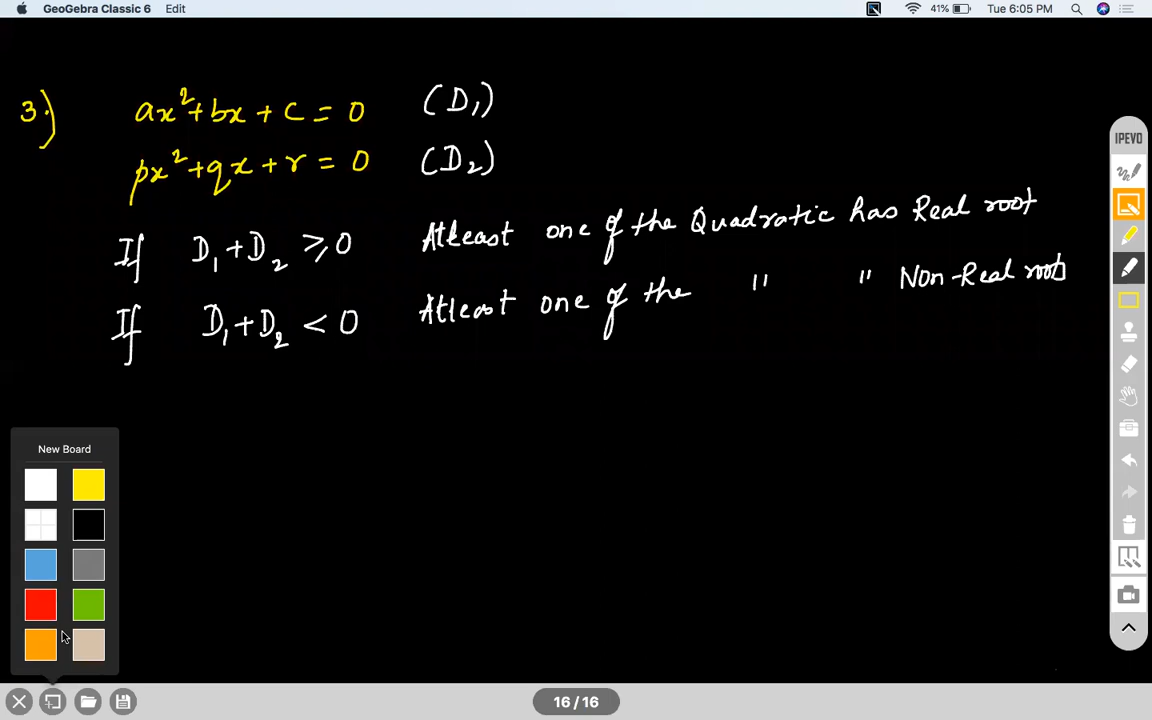 GeoGebra Classic 6 Edit 41% Tue 6:05 PM
3.) ax²+bx+c=0 (D₁)
px²+qx+r=0 (D₂)
If D₁+D₂ ⩾ 0 Atleast one of the Quadratic has Real root
If D₁+D₂ < 0 Atleast one of the " " Non-Real root
IPEVO
New Board
16/16